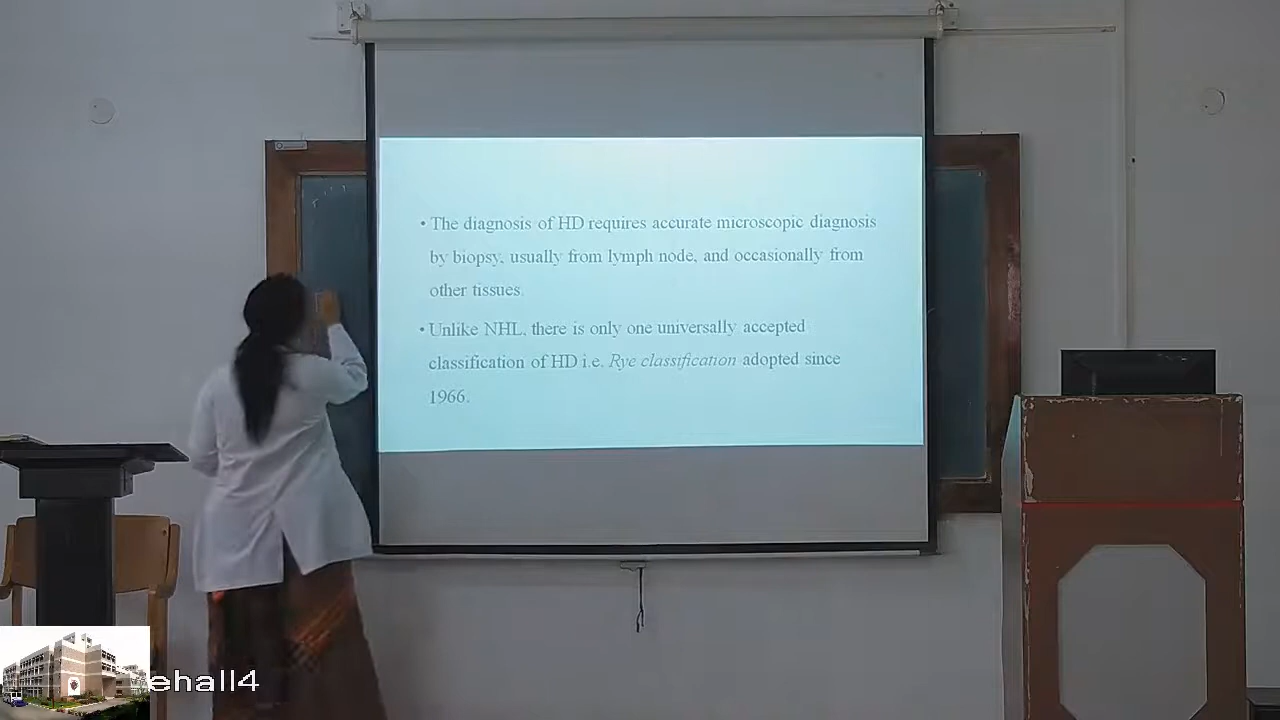 • The diagnosis of HD requires accurate microscopic diagnosis
by biopsy, usually from lymph node, and occasionally from
other tissues.
• Unlike NHL, there is only one universally accepted
classification of HD i.e. Rye classification adopted since
1966.
ehall4